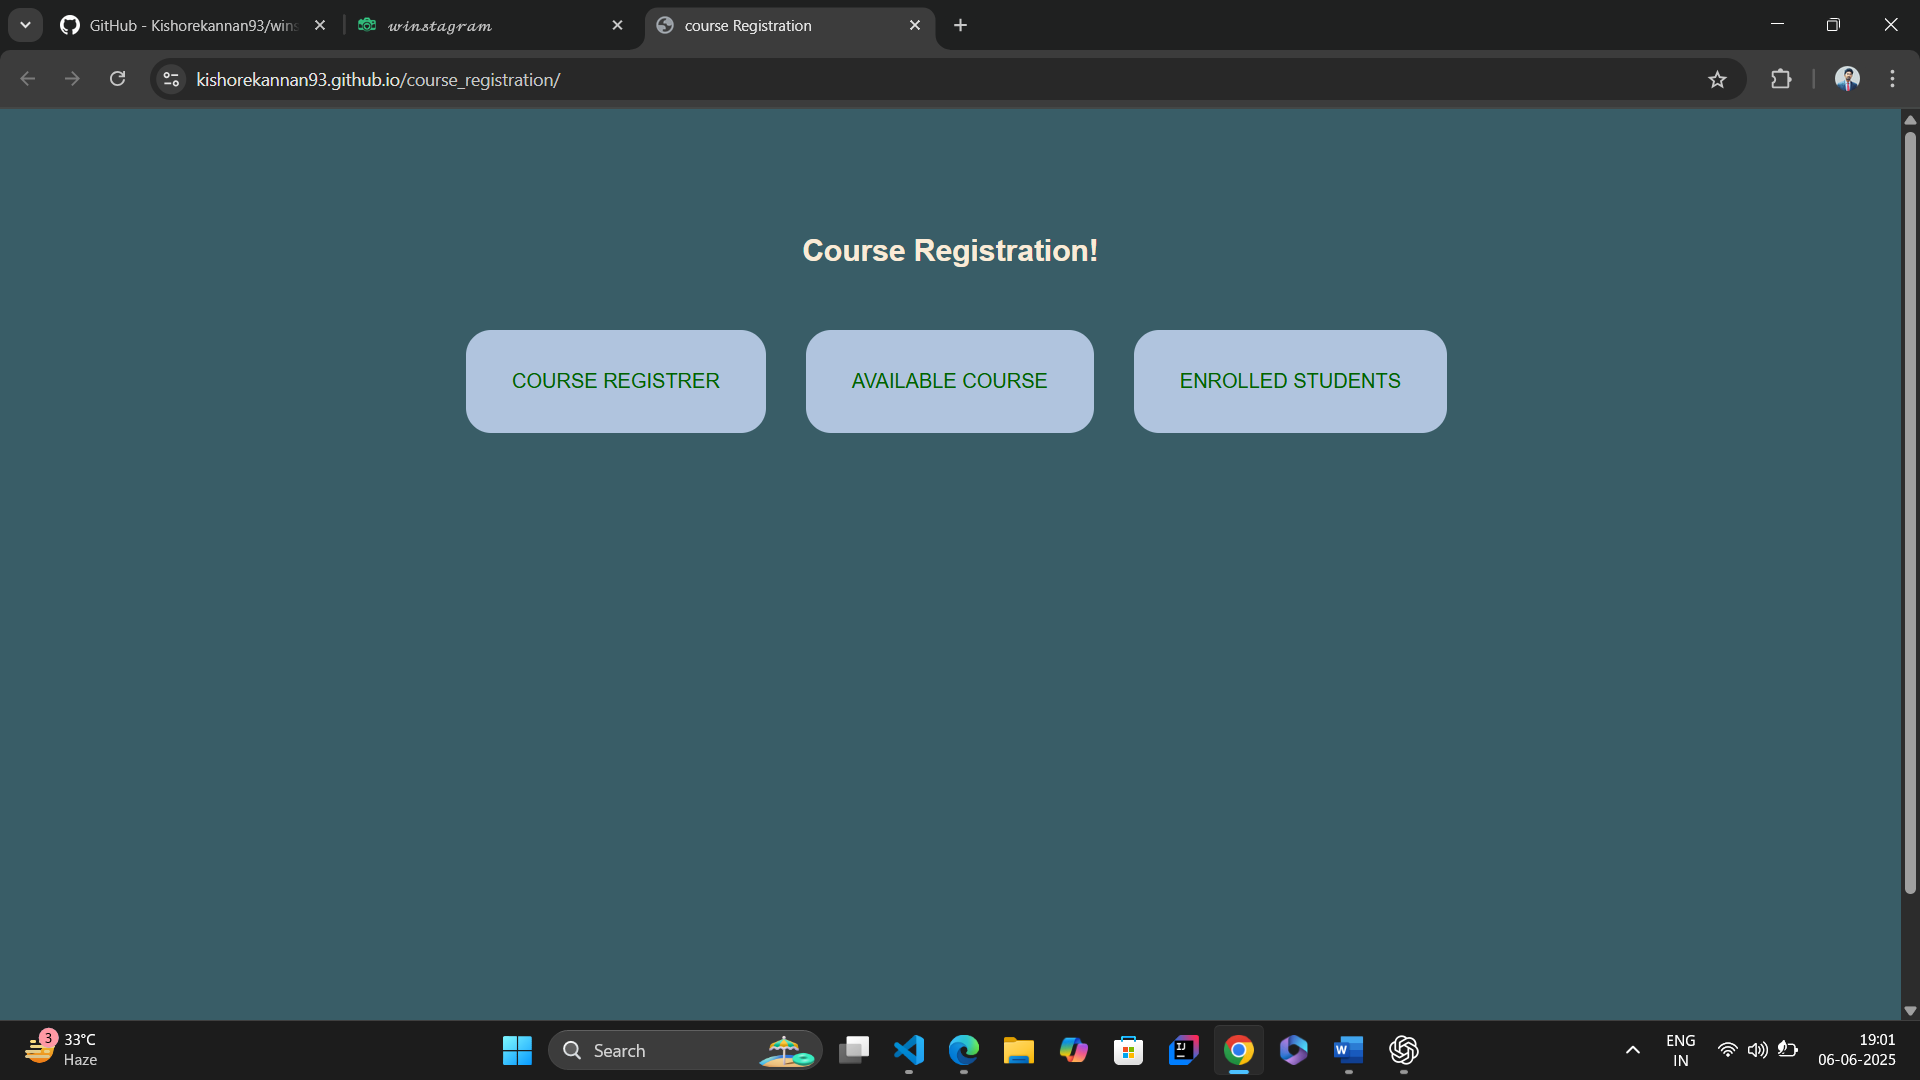 GitHub - Kishorekannan93/wins
𝔀𝓲𝓷𝓼𝓽𝓪𝓰𝓻𝓪𝓶
course Registration
kishorekannan93.github.io/course_registration/
Course Registration!
COURSE REGISTRER
AVAILABLE COURSE
ENROLLED STUDENTS
3
33°C
Haze
Search
ENG
IN
19:01
06-06-2025